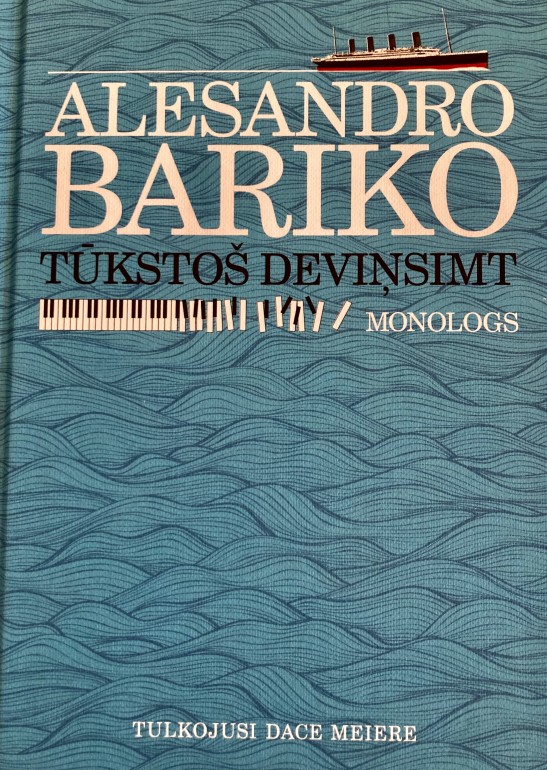 ALESANDRO
BARIKO
TŪKSTOŠ DEVIŅSIMT
MONOLOGS
TULKOJUSI DACE MEIERE